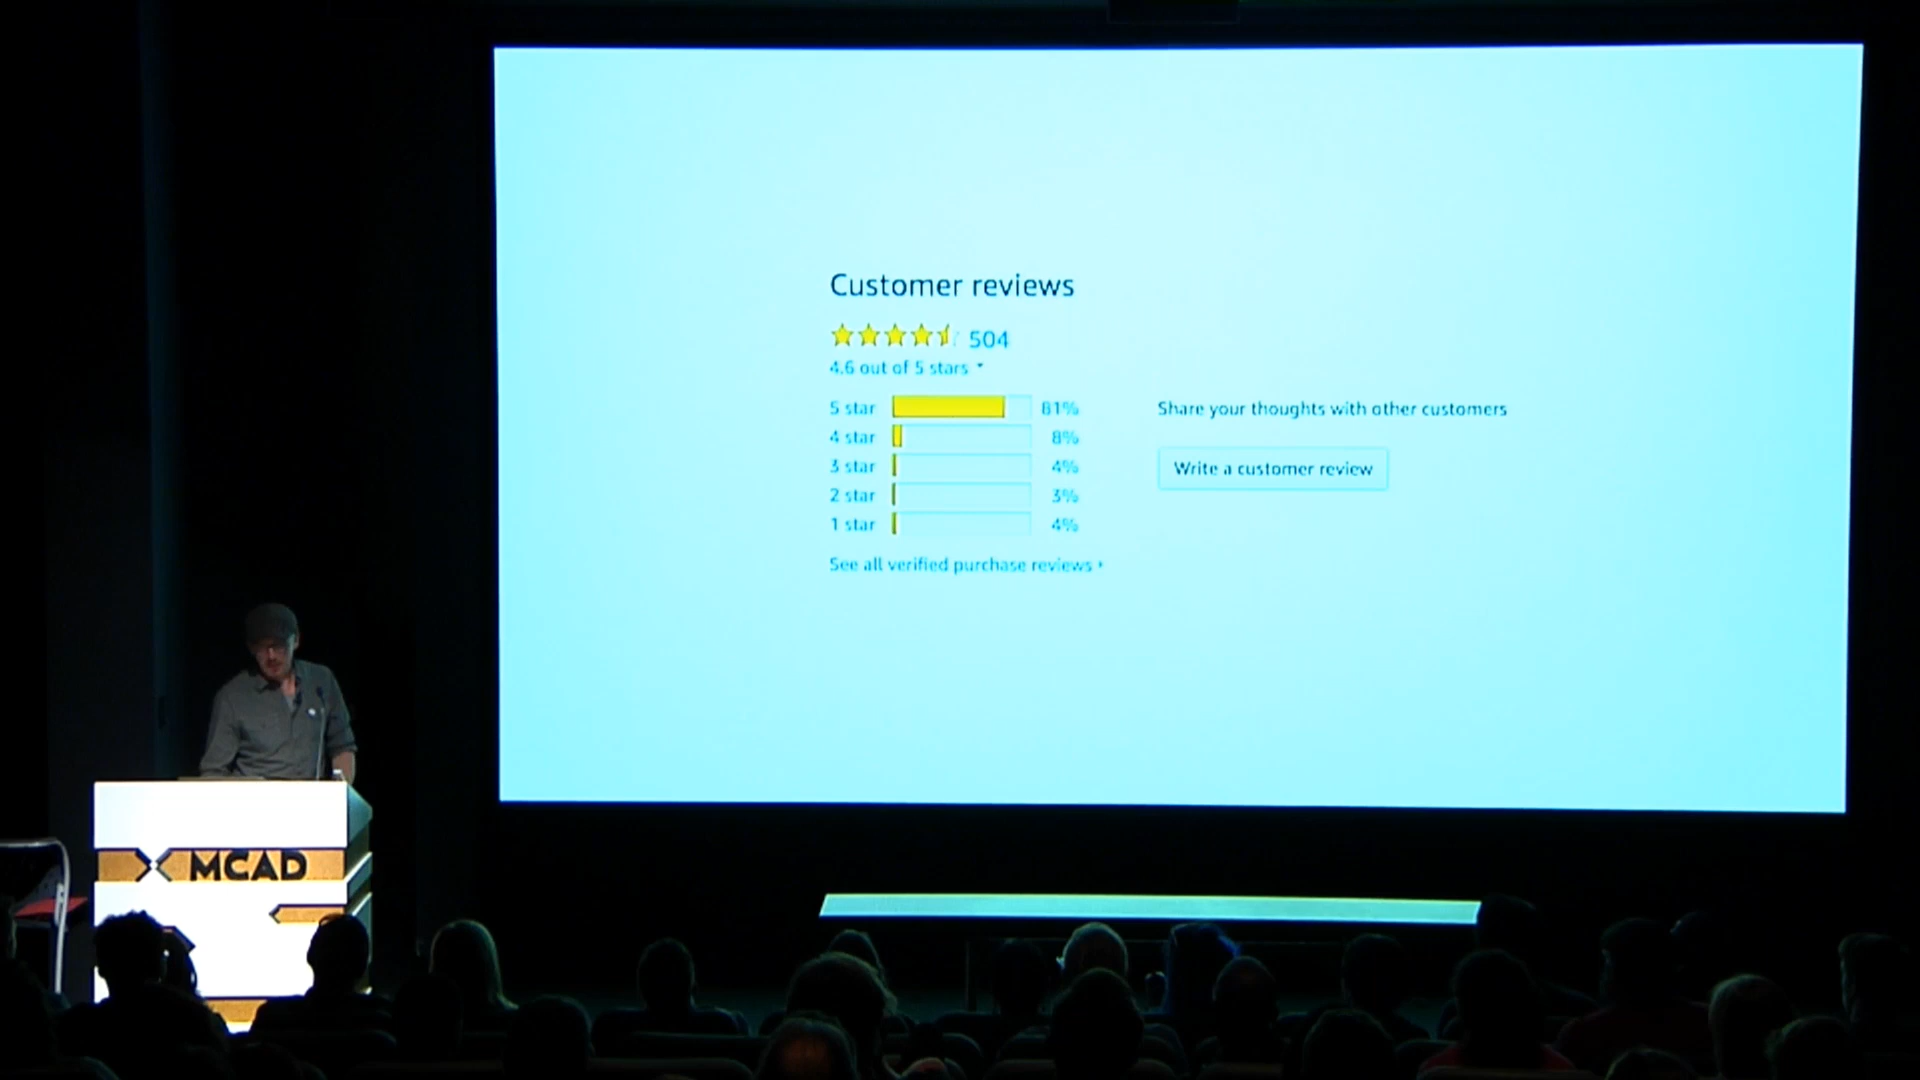 Customer reviews
504
4.6 out of 5 stars
5 star 81%
4 star 8%
3 star 4%
2 star 3%
1 star 4%
See all verified purchase reviews
Share your thoughts with other customers
Write a customer review
MCAD